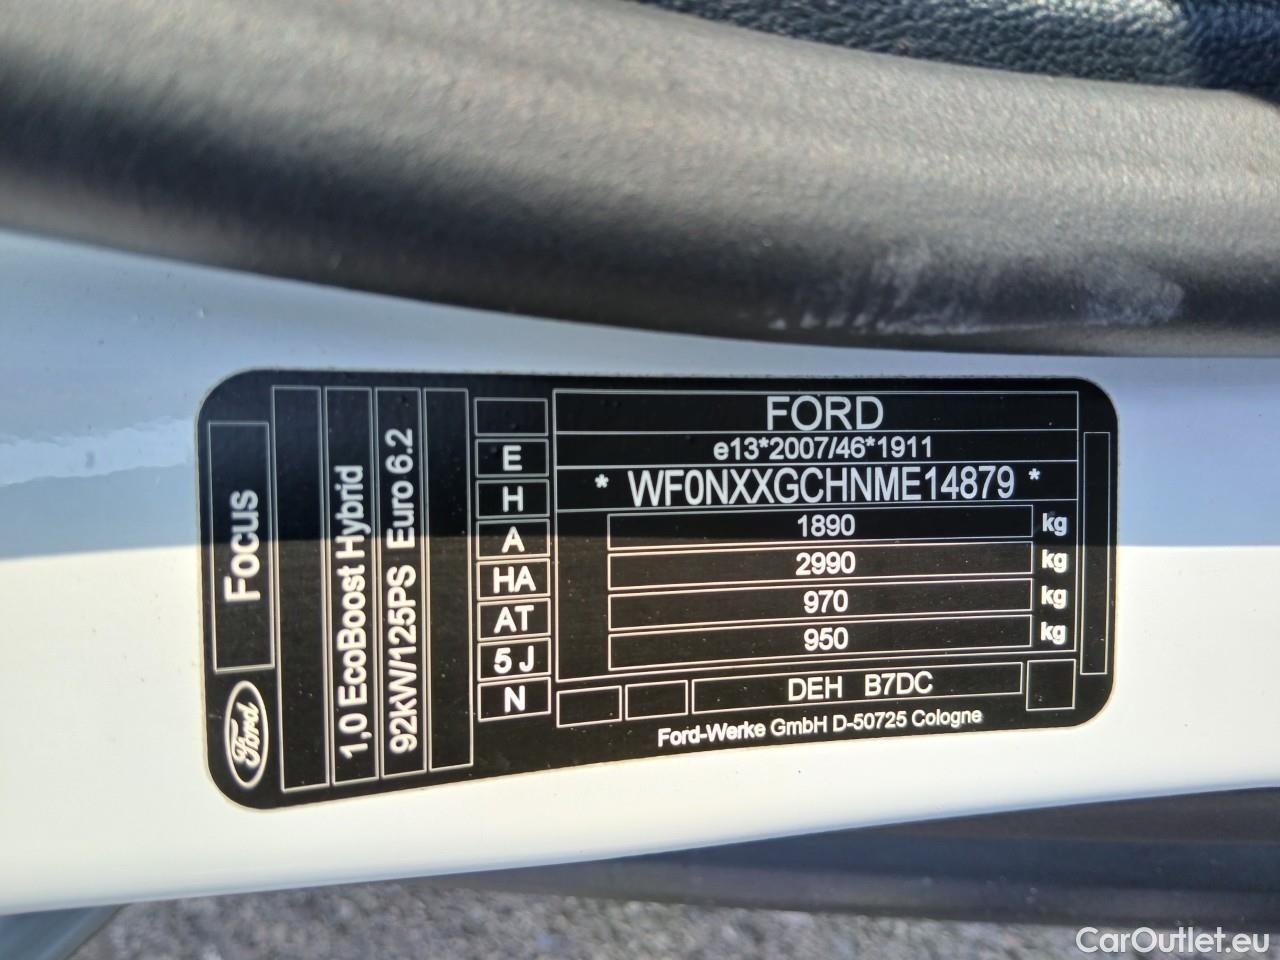 FORD
e13*2007/46*1911
* WF0NXXGCHNME14879 *
1890 kg
2990 kg
970 kg
950 kg
DEH B7DC
Ford-Werke GmbH D-50725 Cologne
E
H
A
HA
AT
5 J
N
Focus
Ford
1,0 EcoBoost Hybrid
92kW/125PS Euro 6.2
CarOutlet.eu